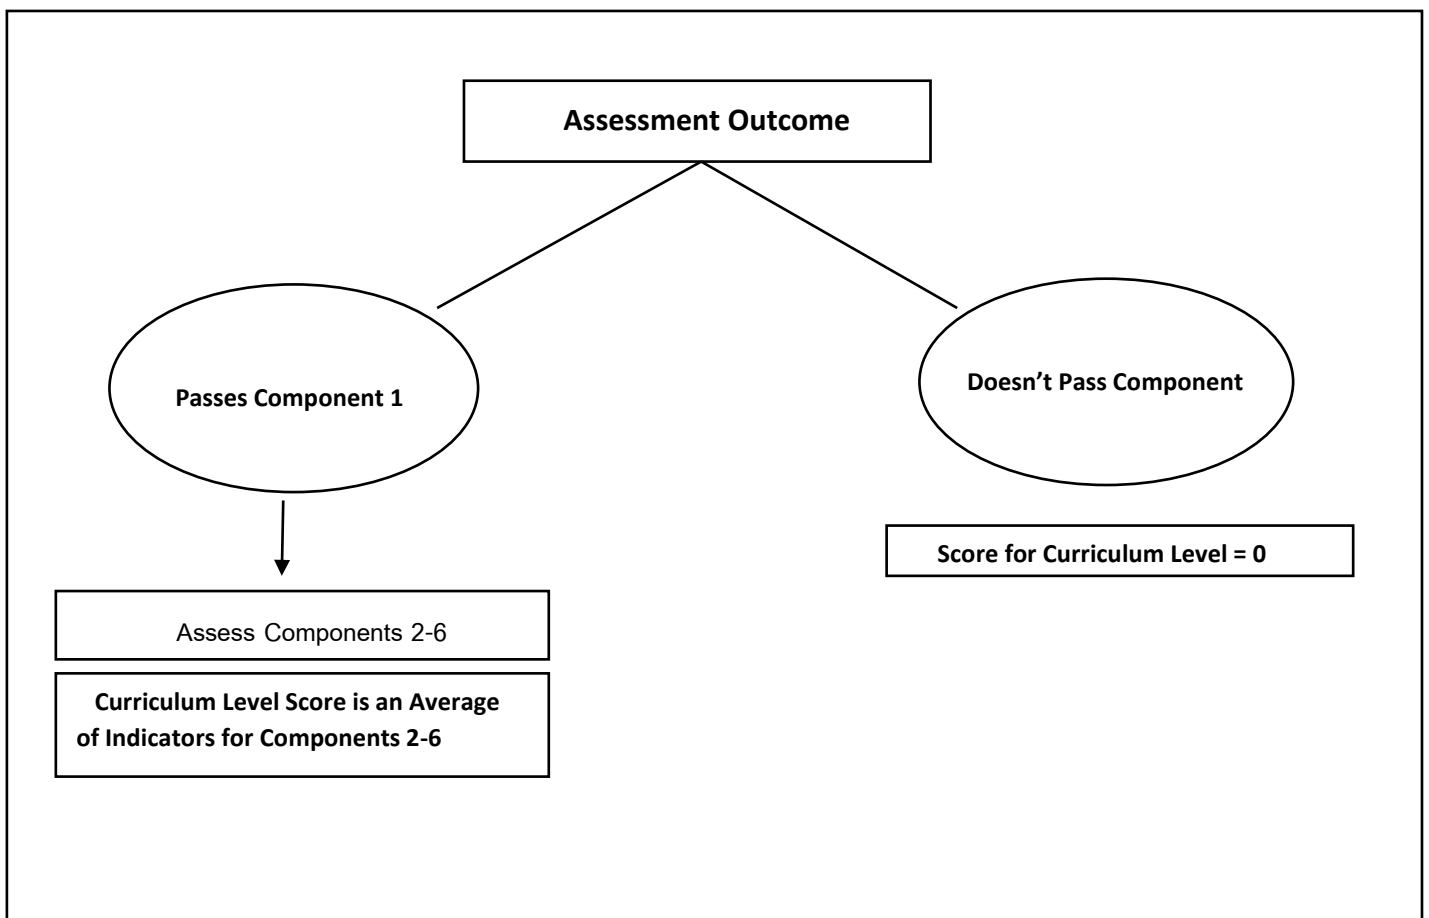 Assessment Outcome
Passes Component 1
Doesn’t Pass Component
Score for Curriculum Level = 0
Assess Components 2-6
Curriculum Level Score is an Average
of Indicators for Components 2-6